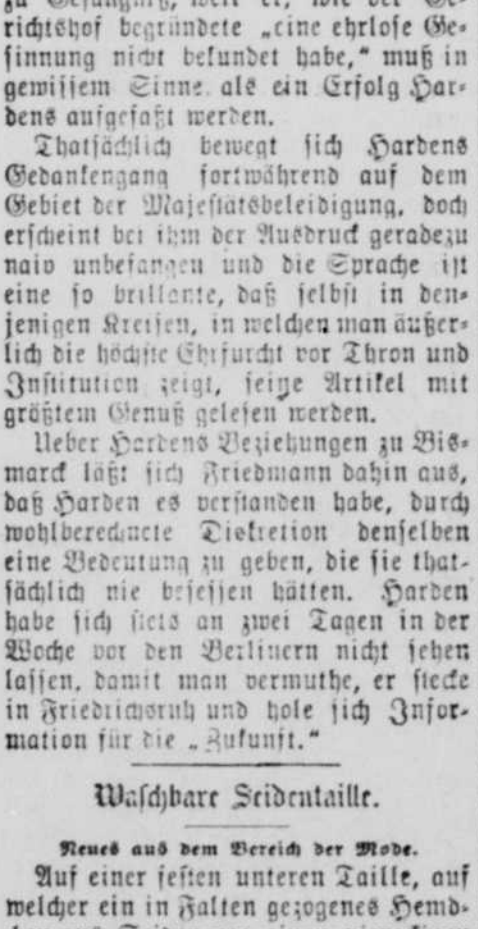 zu Gefängniß, weil er, wie der Ge-
richtshof begründete „eine ehrlose Ge-
sinnung nicht bekundet habe,“ muß in
gewissem Sinne als ein Erfolg Har-
dens aufgefaßt werden.
Thatsächlich bewegt sich Hardens
Gedankengang fortwährend auf dem
Gebiet der Majestätsbeleidigung, doch
erscheint bei ihm der Ausdruck geradezu
naiv unbefangen und die Sprache ist
eine so brillante, daß selbst in den-
jenigen Kreisen, in welchen man äußer-
lich die höchste Ehrfurcht vor Thron und
Institution zeigt, seine Artikel mit
größtem Genuß gelesen werden.
Ueber Hardens Beziehungen zu Bis-
marck läßt sich Friedmann dahin aus,
daß Harden es verstanden habe, durch
wohlberechnete Diskretion denselben
eine Bedeutung zu geben, die sie that-
sächlich nie besessen hätten. Harden
habe sich stets an zwei Tagen in der
Woche vor den Berlinern nicht sehen
lassen, damit man vermuthe, er stecke
in Friedrichsruh und hole sich Infor-
mation für die „Zukunft.“
Waschbare Seidentaille.
Neues aus dem Bereich der Mode.
Auf einer festen unteren Taille, auf
welcher ein in Falten gezogenes Hemd-